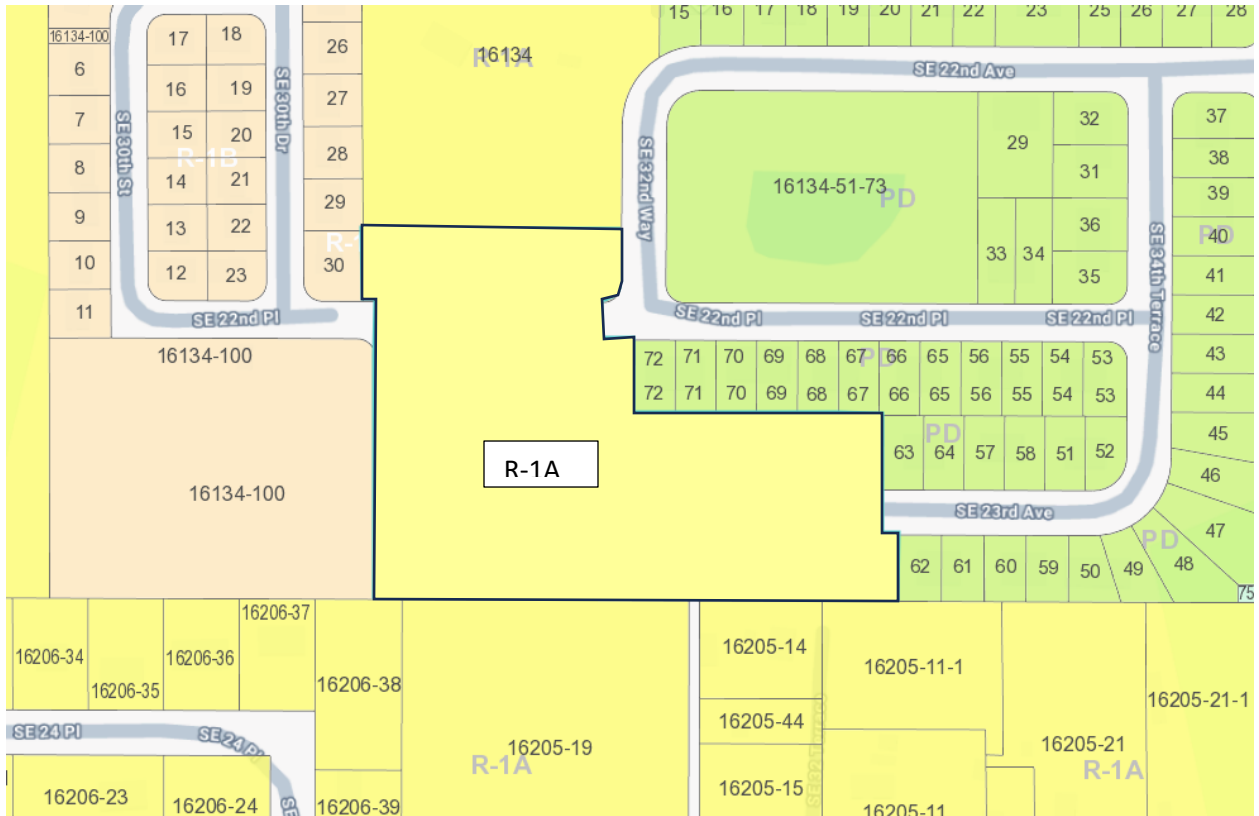 15 16 17 18 19 20 21 22 23 25 26 27 28
16134-100 17 18 26 16134
R-1A
6 SE 22nd Ave
16 19 27
7 SE 30th St SE 30th Dr 32 37
15 20 29
R-1B 28 SE 32nd Way 31 38
8 14 21 16134-51-73 39
PD
9 13 22 29 36 40
PD
R-1 33 34
10 12 23 30 35 41
SE 34th Terrace
11 SE 22nd Pl SE 22nd Pl SE 22nd Pl SE 22nd Pl 42
16134-100 72 71 70 69 68 67 66 65 56 55 54 53 43
PD
72 71 70 69 68 67 66 65 56 55 54 53 44
PD 45
63 64 57 58 51 52
R-1A 46
16134-100
SE 23rd Ave 47
PD
62 61 60 59 50 49 48
75
16206-37
16206-34 16206-36 16205-14
16205-11-1
16206-35 16206-38 16205-21-1
16205-44
SE 24 Pl SE 24 Pl 16205-19 16205-21
R-1A R-1A
16205-15
16206-23 16206-24 SE 16206-39 16205-11